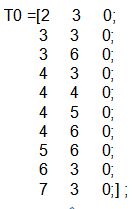 T0 =[2 3 0;
3 3 0;
3 6 0;
4 3 0;
4 4 0;
4 5 0;
4 6 0;
5 6 0;
6 3 0;
7 3 0;] ;